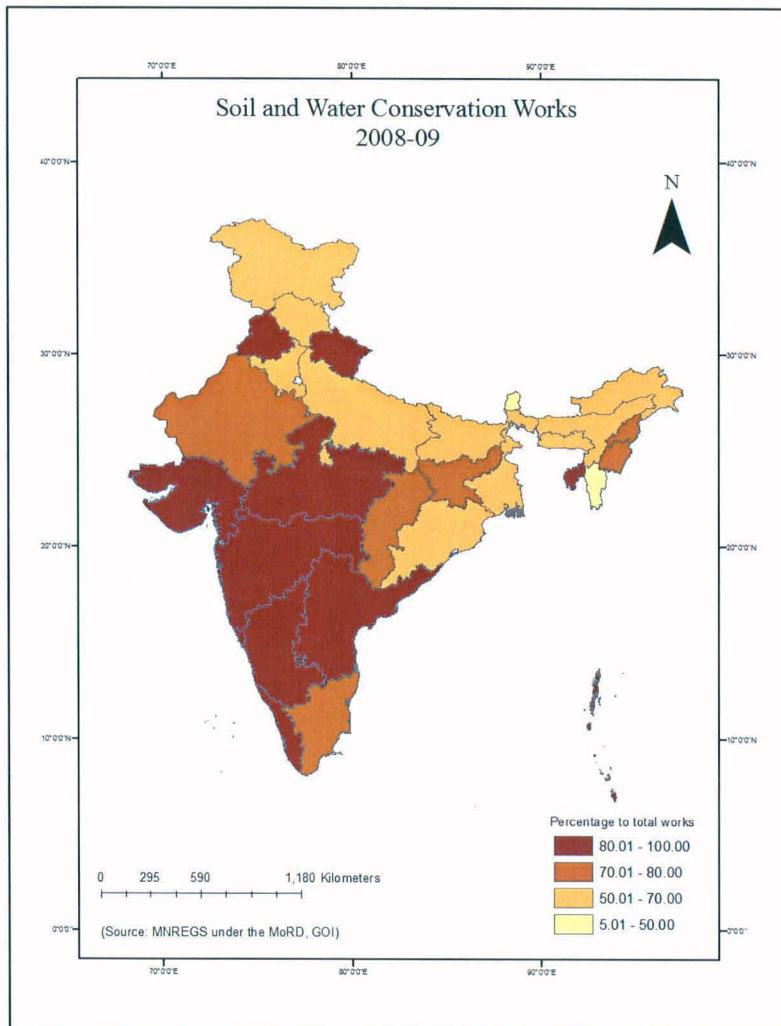 70°0'0"E 80°0'0"E 90°0'0"E
Soil and Water Conservation Works
2008-09
40°0'0"N 40°0'0"N
N
30°0'0"N 30°0'0"N
20°0'0"N 20°0'0"N
10°0'0"N 10°0'0"N
Percentage to total works
80.01 - 100.00
70.01 - 80.00
50.01 - 70.00
5.01 - 50.00
0 295 590 1,180 Kilometers
(Source: MNREGS under the MoRD, GOI)
0°0'0" 0°0'0"
70°0'0"E 80°0'0"E 90°0'0"E